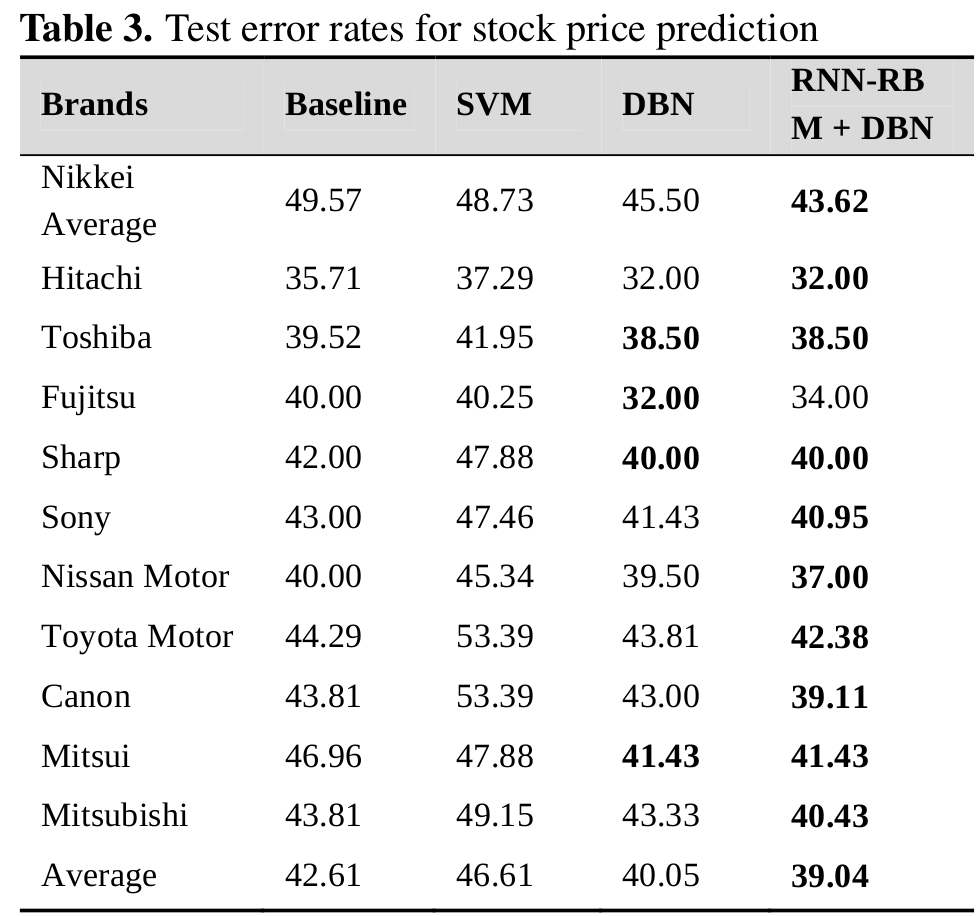 Table 3. Test error rates for stock price prediction
Brands Baseline SVM DBN RNN-RB
M + DBN
Nikkei
Average 49.57 48.73 45.50 43.62
Hitachi 35.71 37.29 32.00 32.00
Toshiba 39.52 41.95 38.50 38.50
Fujitsu 40.00 40.25 32.00 34.00
Sharp 42.00 47.88 40.00 40.00
Sony 43.00 47.46 41.43 40.95
Nissan Motor 40.00 45.34 39.50 37.00
Toyota Motor 44.29 53.39 43.81 42.38
Canon 43.81 53.39 43.00 39.11
Mitsui 46.96 47.88 41.43 41.43
Mitsubishi 43.81 49.15 43.33 40.43
Average 42.61 46.61 40.05 39.04